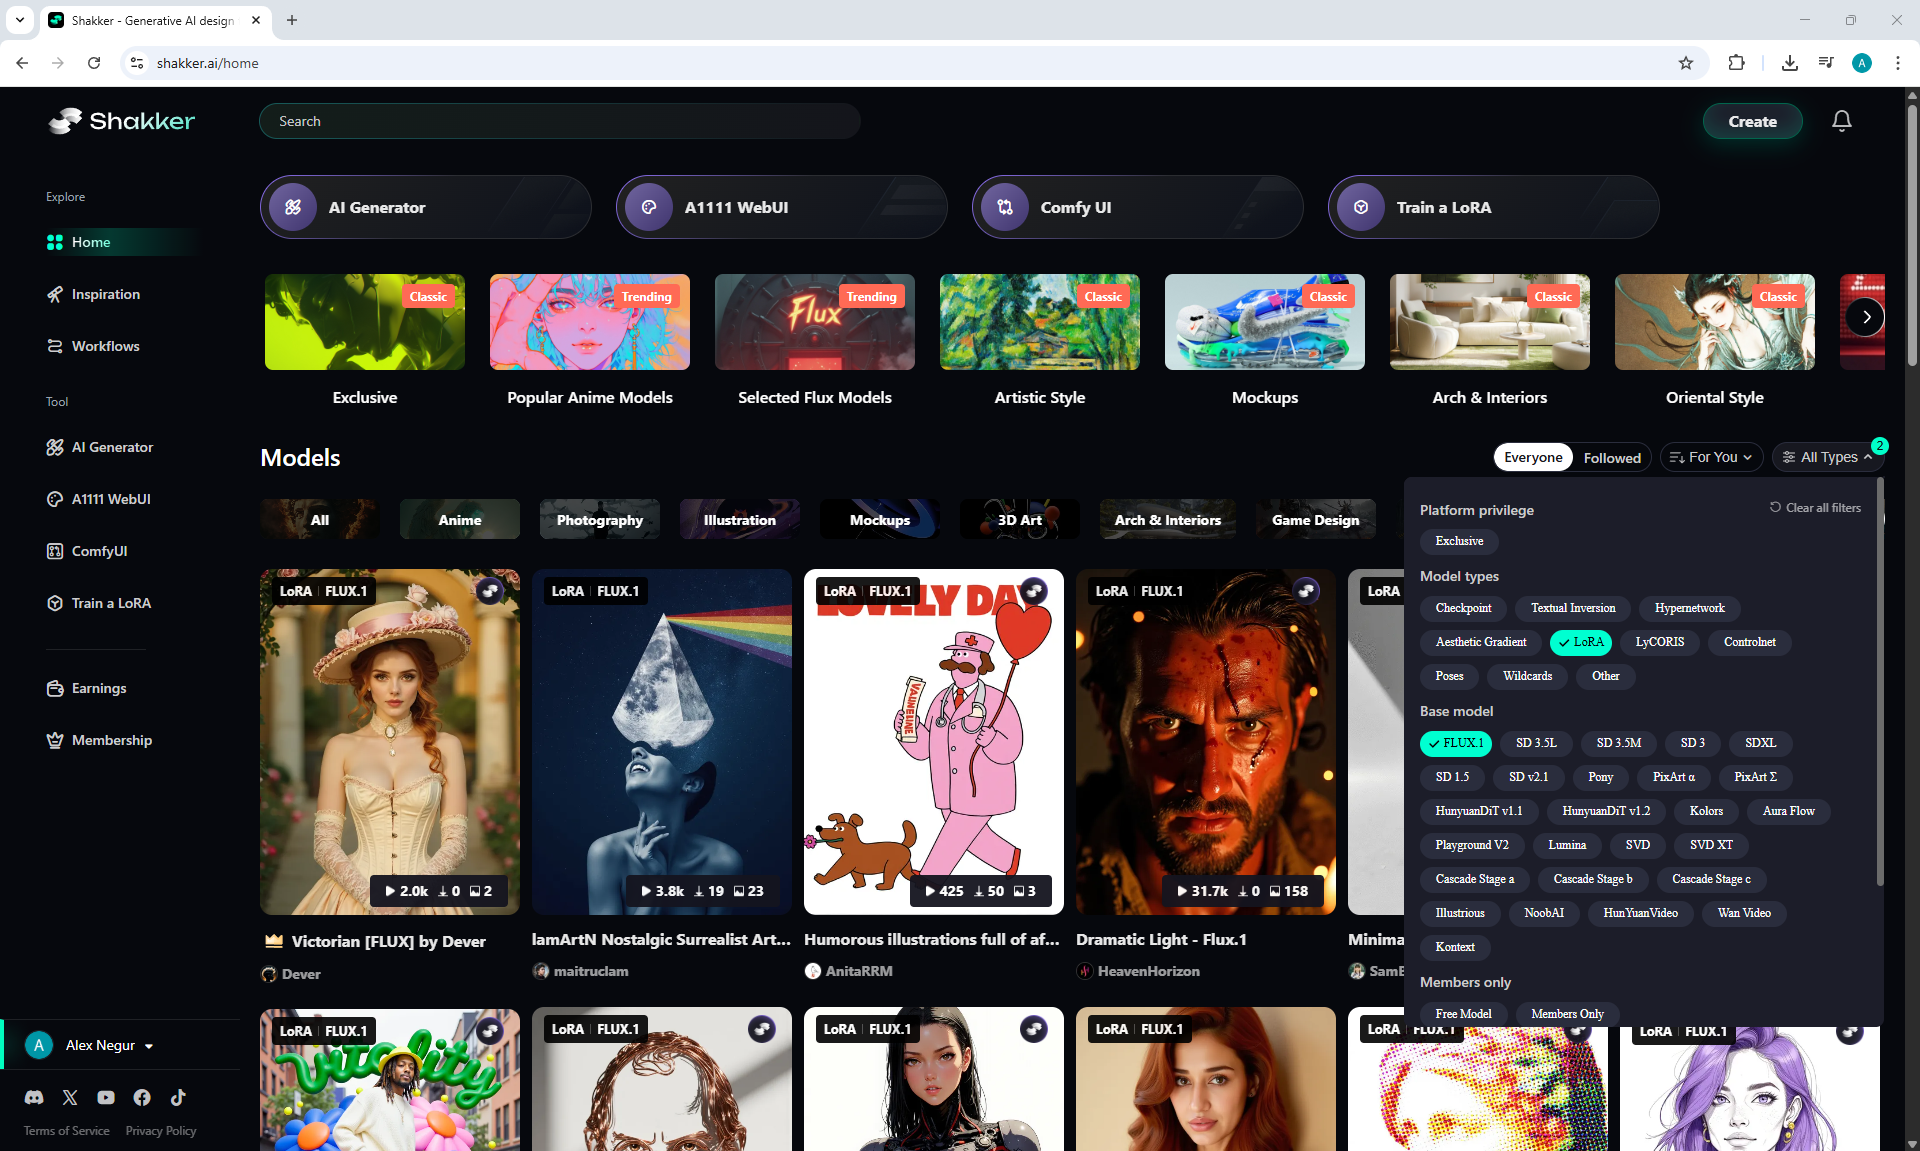 Shakker - Generative AI design
shakker.ai/home
A
Shakker
Search
Create
Explore
Home
Inspiration
Workflows
Tool
AI Generator
A1111 WebUI
ComfyUI
Train a LoRA
Earnings
Membership
A
Alex Negur
Terms of Service
Privacy Policy
AI Generator
A1111 WebUI
Comfy UI
Train a LoRA
Classic
Trending
Flux
Trending
Classic
Classic
Classic
Classic
Exclusive
Popular Anime Models
Selected Flux Models
Artistic Style
Mockups
Arch & Interiors
Oriental Style
Models
Everyone
Followed
For You
All Types
2
All
Anime
Photography
Illustration
Mockups
3D Art
Arch & Interiors
Game Design
Platform privilege
Clear all filters
Exclusive
Model types
Checkpoint
Textual Inversion
Hypernetwork
Aesthetic Gradient
LoRA
LyCORIS
Controlnet
Poses
Wildcards
Other
Base model
FLUX.1
SD 3.5L
SD 3.5M
SD 3
SDXL
SD 1.5
SD v2.1
Pony
PixArt α
PixArt Σ
HunyuanDiT v1.1
HunyuanDiT v1.2
Kolors
Aura Flow
Playground V2
Lumina
SVD
SVD XT
Cascade Stage a
Cascade Stage b
Cascade Stage c
Illustrious
NoobAI
HunYuanVideo
Wan Video
Kontext
Members only
Free Model
Members Only
LoRA FLUX.1
2.0k 0 2
Victorian [FLUX] by Dever
Dever
LoRA FLUX.1
3.8k 19 23
lamArtN Nostalgic Surrealist Art...
maitruclam
LoRA FLUX.1
LOVELY DAY
425 50 3
Humorous illustrations full of af...
AnitaRRM
LoRA FLUX.1
31.7k 0 158
Dramatic Light - Flux.1
HeavenHorizon
LoRA
Minima
SamE
LoRA FLUX.1
vitality
LoRA FLUX.1
LoRA FLUX.1
LoRA FLUX.1
LoRA FLUX.1
LoRA FLUX.1